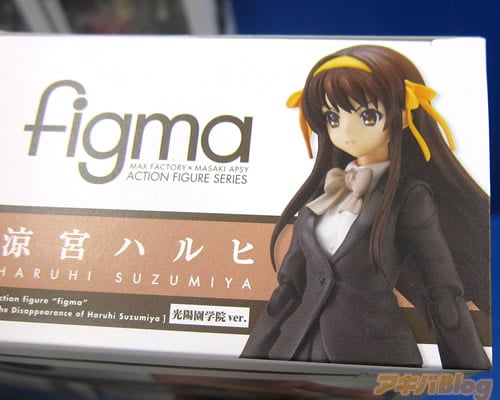 figma
MAX FACTORY × MASAKI APSY
ACTION FIGURE SERIES
涼宮ハルヒ
HARUHI SUZUMIYA
ction figure "figma"
he Disappearance of Haruhi Suzumiya ] 光陽園学院 ver.
アキバBlog